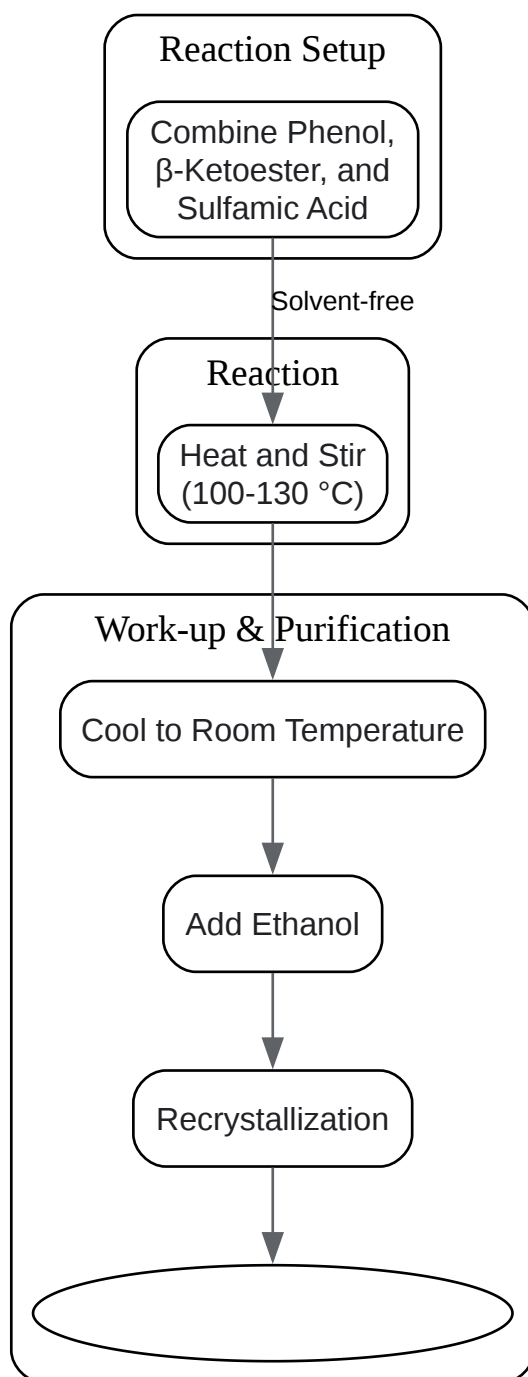 Reaction Setup
Combine Phenol,
β-Ketoester, and
Sulfamic Acid
Solvent-free
Reaction
Heat and Stir
(100-130 °C)
Work-up & Purification
Cool to Room Temperature
Add Ethanol
Recrystallization